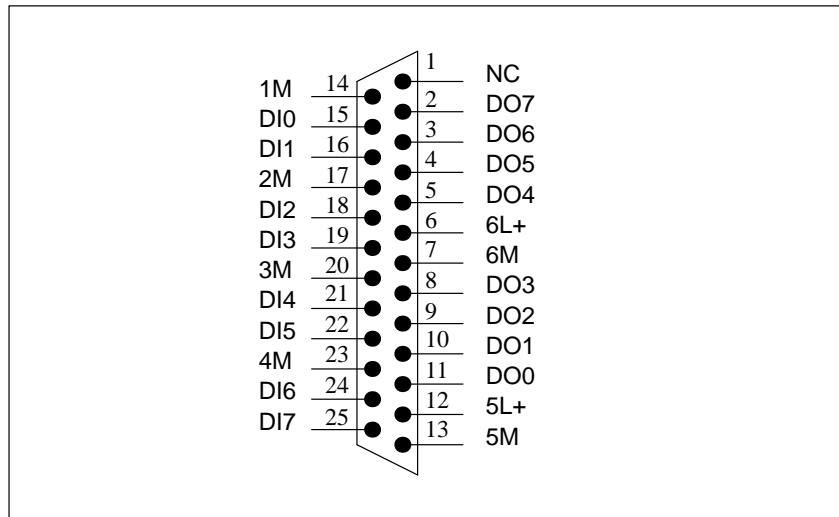 1 NC
1M 14
2 DO7
DI0 15
3 DO6
DI1 16
4 DO5
2M 17
5 DO4
DI2 18
6 6L+
DI3 19
7 6M
3M 20
8 DO3
DI4 21
9 DO2
DI5 22
10 DO1
4M 23
11 DO0
DI6 24
12 5L+
DI7 25
13 5M